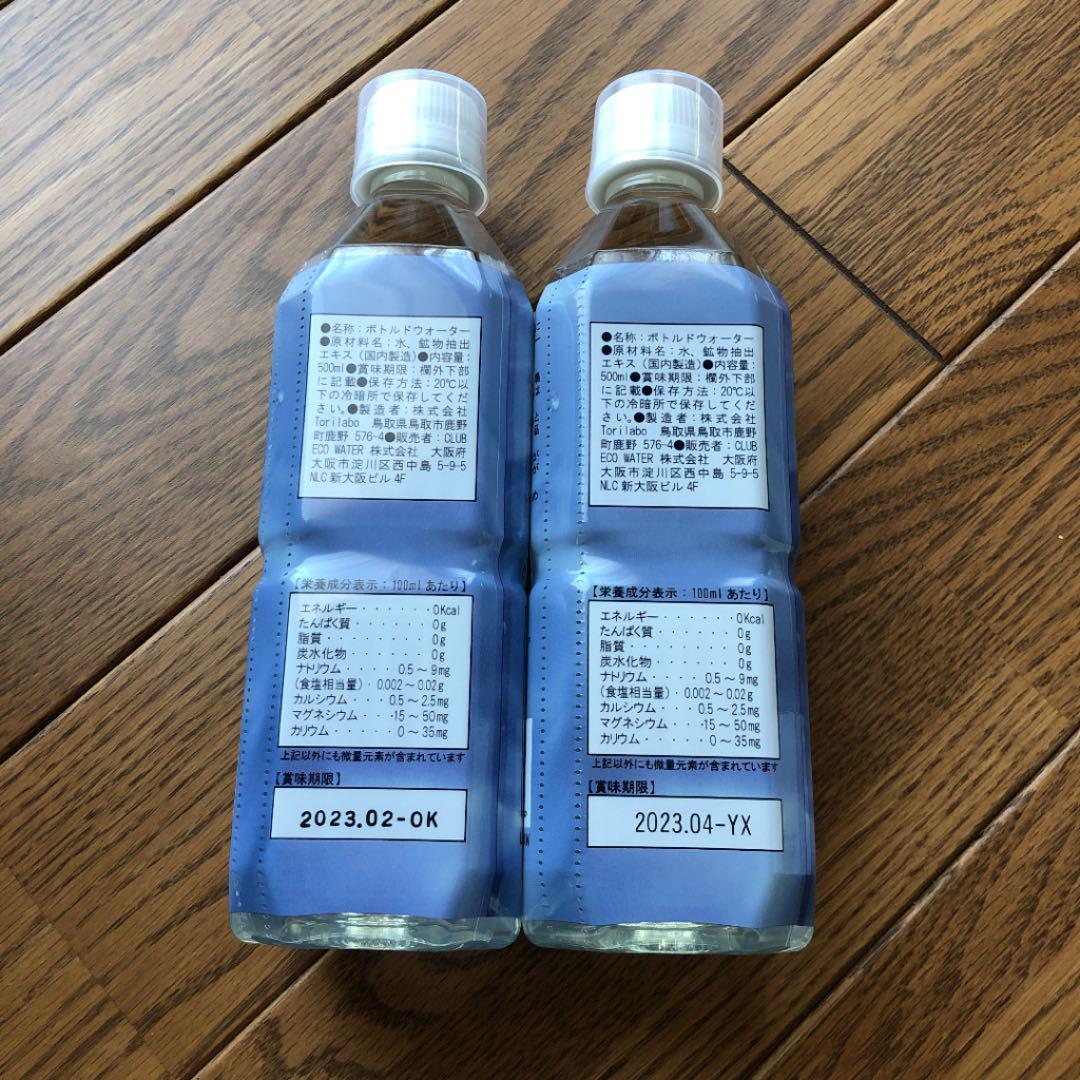 ●名称：ボトルドウォーター
●原材料名：水、鉱物抽出
エキス（国内製造）●内容量：
500ml●賞味期限：欄外下部
に記載●保存方法：20℃以
下の冷暗所で保存してくだ
さい。●製造者：株式会社
Torilabo 鳥取県鳥取市鹿野
町鹿野 576-4●販売者：CLUB
ECO WATER 株式会社 大阪府
大阪市淀川区西中島 5-9-5
NLC 新大阪ビル 4F
【栄養成分表示：100ml あたり】
エネルギー・・・・・・0Kcal
たんぱく質・・・・・・0g
脂質・・・・・・・・0g
炭水化物・・・・・・0g
ナトリウム・・・・0.5～9mg
(食塩相当量)・0.002～0.02g
カルシウム・・・0.5～2.5mg
マグネシウム・・・15～50mg
カリウム・・・・・0～35mg
上記以外にも微量元素が含まれています
【賞味期限】
2023.02-OK
●名称：ボトルドウォーター
●原材料名：水、鉱物抽出
エキス（国内製造）●内容量：
500ml●賞味期限：欄外下部
に記載●保存方法：20℃以
下の冷暗所で保存してくだ
さい。●製造者：株式会社
Torilabo 鳥取県鳥取市鹿野
町鹿野 576-4●販売者：CLUB
ECO WATER 株式会社 大阪府
大阪市淀川区西中島 5-9-5
NLC 新大阪ビル 4F
【栄養成分表示：100ml あたり】
エネルギー・・・・・・0Kcal
たんぱく質・・・・・・0g
脂質・・・・・・・・0g
炭水化物・・・・・・0g
ナトリウム・・・・0.5～9mg
(食塩相当量)・0.002～0.02g
カルシウム・・・0.5～2.5mg
マグネシウム・・・15～50mg
カリウム・・・・・0～35mg
上記以外にも微量元素が含まれています
【賞味期限】
2023.04-YX